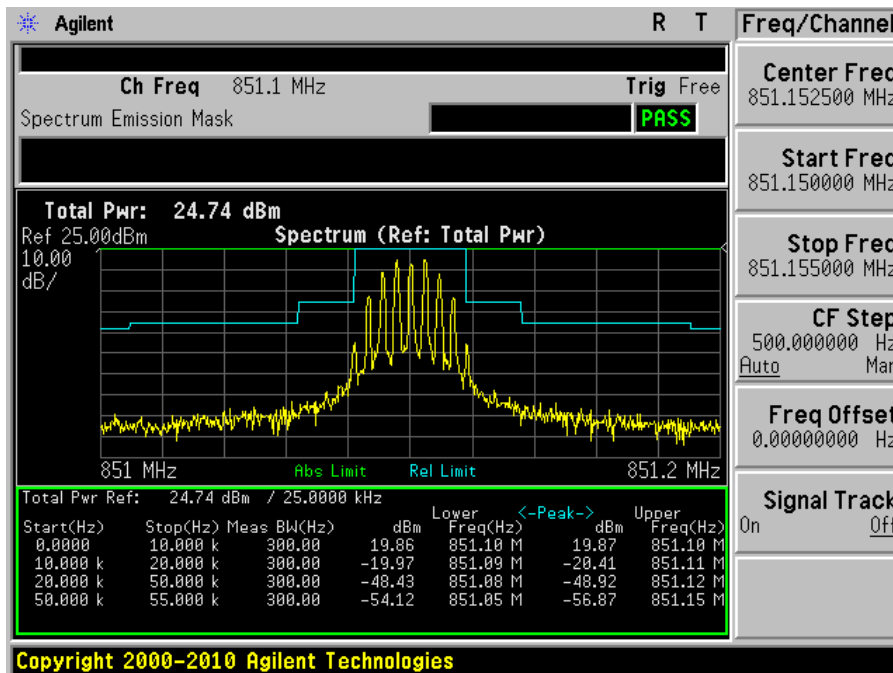 Agilent R T Freq/Channel
Ch Freq 851.1 MHz Trig Free
Spectrum Emission Mask PASS
Center Freq
851.152500 MHz
Start Freq
851.150000 MHz
Stop Freq
851.155000 MHz
CF Step
500.000000 Hz
Auto Man
Freq Offset
0.00000000 Hz
Signal Track
On Off
Total Pwr: 24.74 dBm
Ref 25.00dBm Spectrum (Ref: Total Pwr)
10.00
dB/
851 MHz Abs Limit Rel Limit 851.2 MHz
Total Pwr Ref: 24.74 dBm / 25.0000 kHz
Lower <-Peak-> Upper
Start(Hz) Stop(Hz) Meas BW(Hz) dBm Freq(Hz) dBm Freq(Hz)
0.0000 10.000 k 300.00 19.86 851.10 M 19.87 851.10 M
10.000 k 20.000 k 300.00 -19.97 851.09 M -20.41 851.11 M
20.000 k 50.000 k 300.00 -48.43 851.08 M -48.92 851.12 M
50.000 k 55.000 k 300.00 -54.12 851.05 M -56.87 851.15 M
Copyright 2000-2010 Agilent Technologies